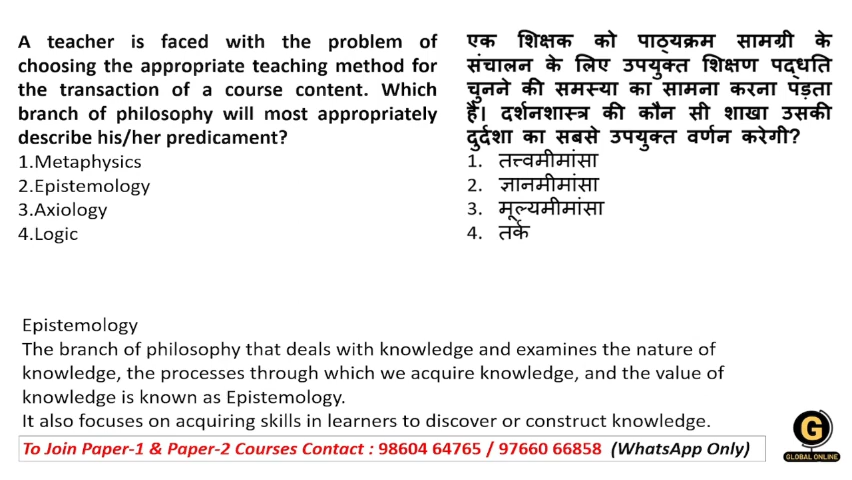 A teacher is faced with the problem of
choosing the appropriate teaching method for
the transaction of a course content. Which
branch of philosophy will most appropriately
describe his/her predicament?
1.Metaphysics
2.Epistemology
3.Axiology
4.Logic
एक शिक्षक को पाठ्यक्रम सामग्री के
संचालन के लिए उपयुक्त शिक्षण पद्धति
चुनने की समस्या का सामना करना पड़ता
है। दर्शनशास्त्र की कौन सी शाखा उसकी
दुर्दशा का सबसे उपयुक्त वर्णन करेगी?
1. तत्त्वमीमांसा
2. ज्ञानमीमांसा
3. मूल्यमीमांसा
4. तर्क
Epistemology
The branch of philosophy that deals with knowledge and examines the nature of
knowledge, the processes through which we acquire knowledge, and the value of
knowledge is known as Epistemology.
It also focuses on acquiring skills in learners to discover or construct knowledge.
To Join Paper-1 & Paper-2 Courses Contact : 98604 64765 / 97660 66858 (WhatsApp Only)
G
GLOBAL ONLINE